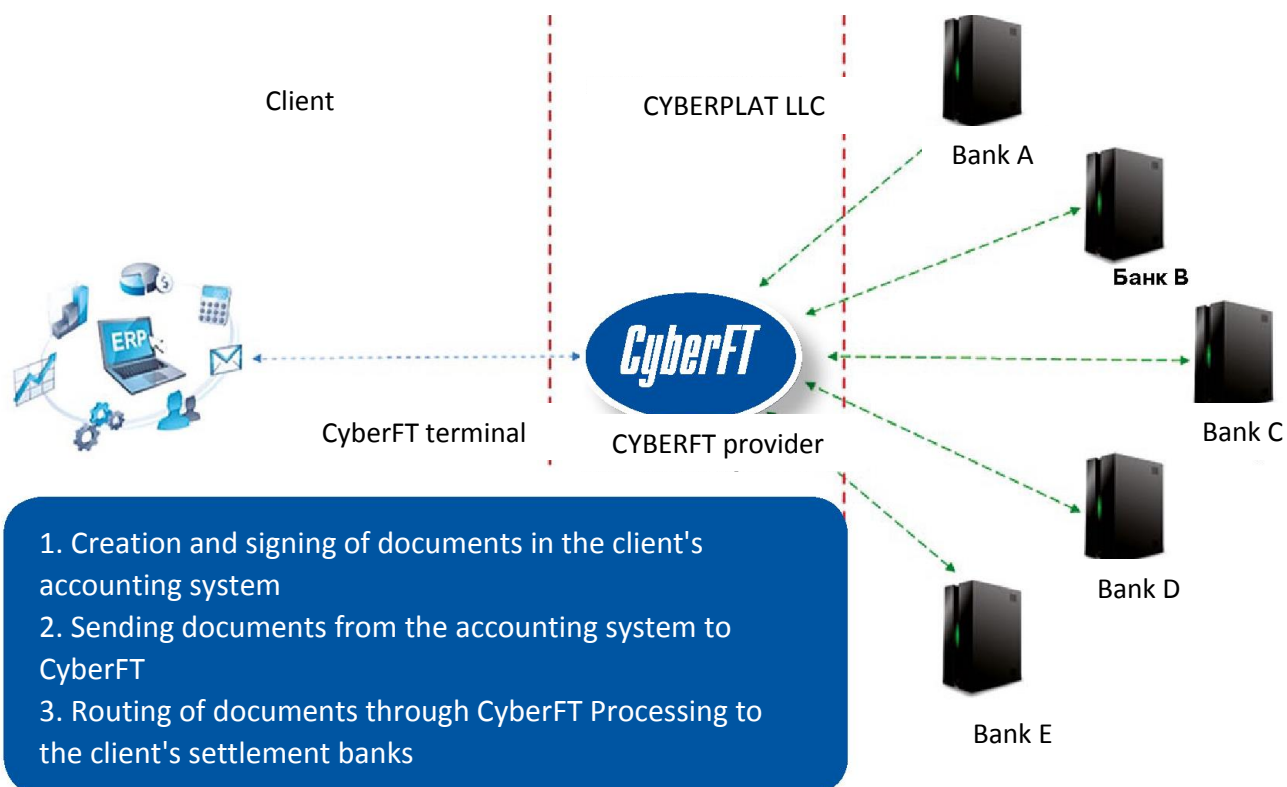 Client
CYBERPLAT LLC
Bank A
Банк B
ERP
$
CyberFT
CyberFT terminal
CYBERFT provider
Bank C
1. Creation and signing of documents in the client's
accounting system
2. Sending documents from the accounting system to
CyberFT
3. Routing of documents through CyberFT Processing to
the client's settlement banks
Bank D
Bank E